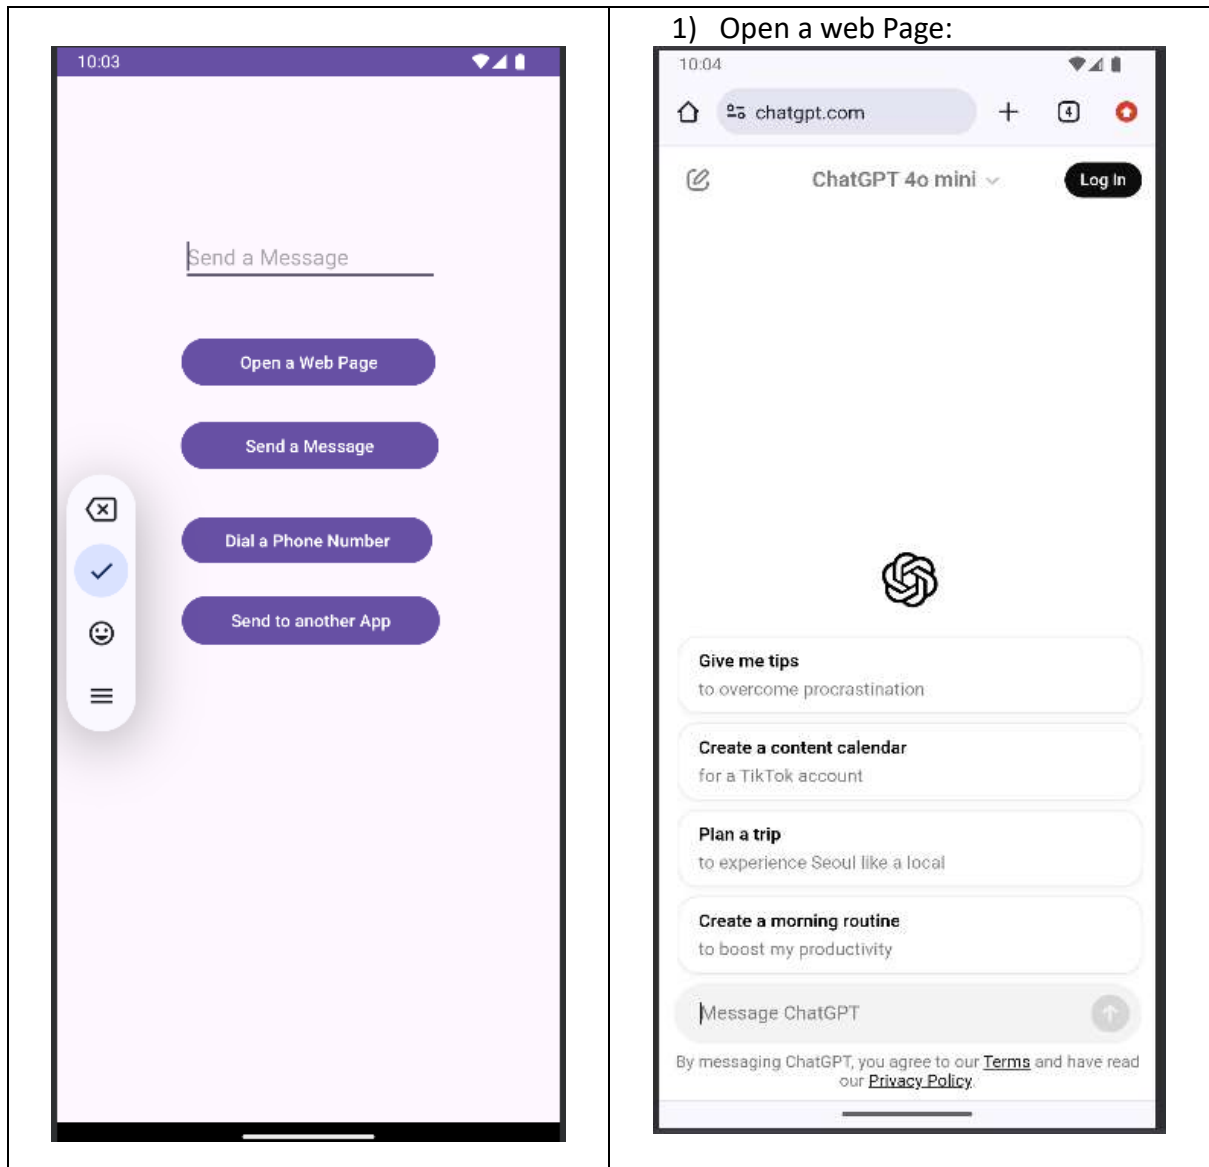 10:03
Send a Message
Open a Web Page
Send a Message
Dial a Phone Number
Send to another App
1) Open a web Page:
10:04
chatgpt.com
4
ChatGPT 4o mini
Log In
Give me tips
to overcome procrastination
Create a content calendar
for a TikTok account
Plan a trip
to experience Seoul like a local
Create a morning routine
to boost my productivity
Message ChatGPT
By messaging ChatGPT, you agree to our Terms and have read
our Privacy Policy.